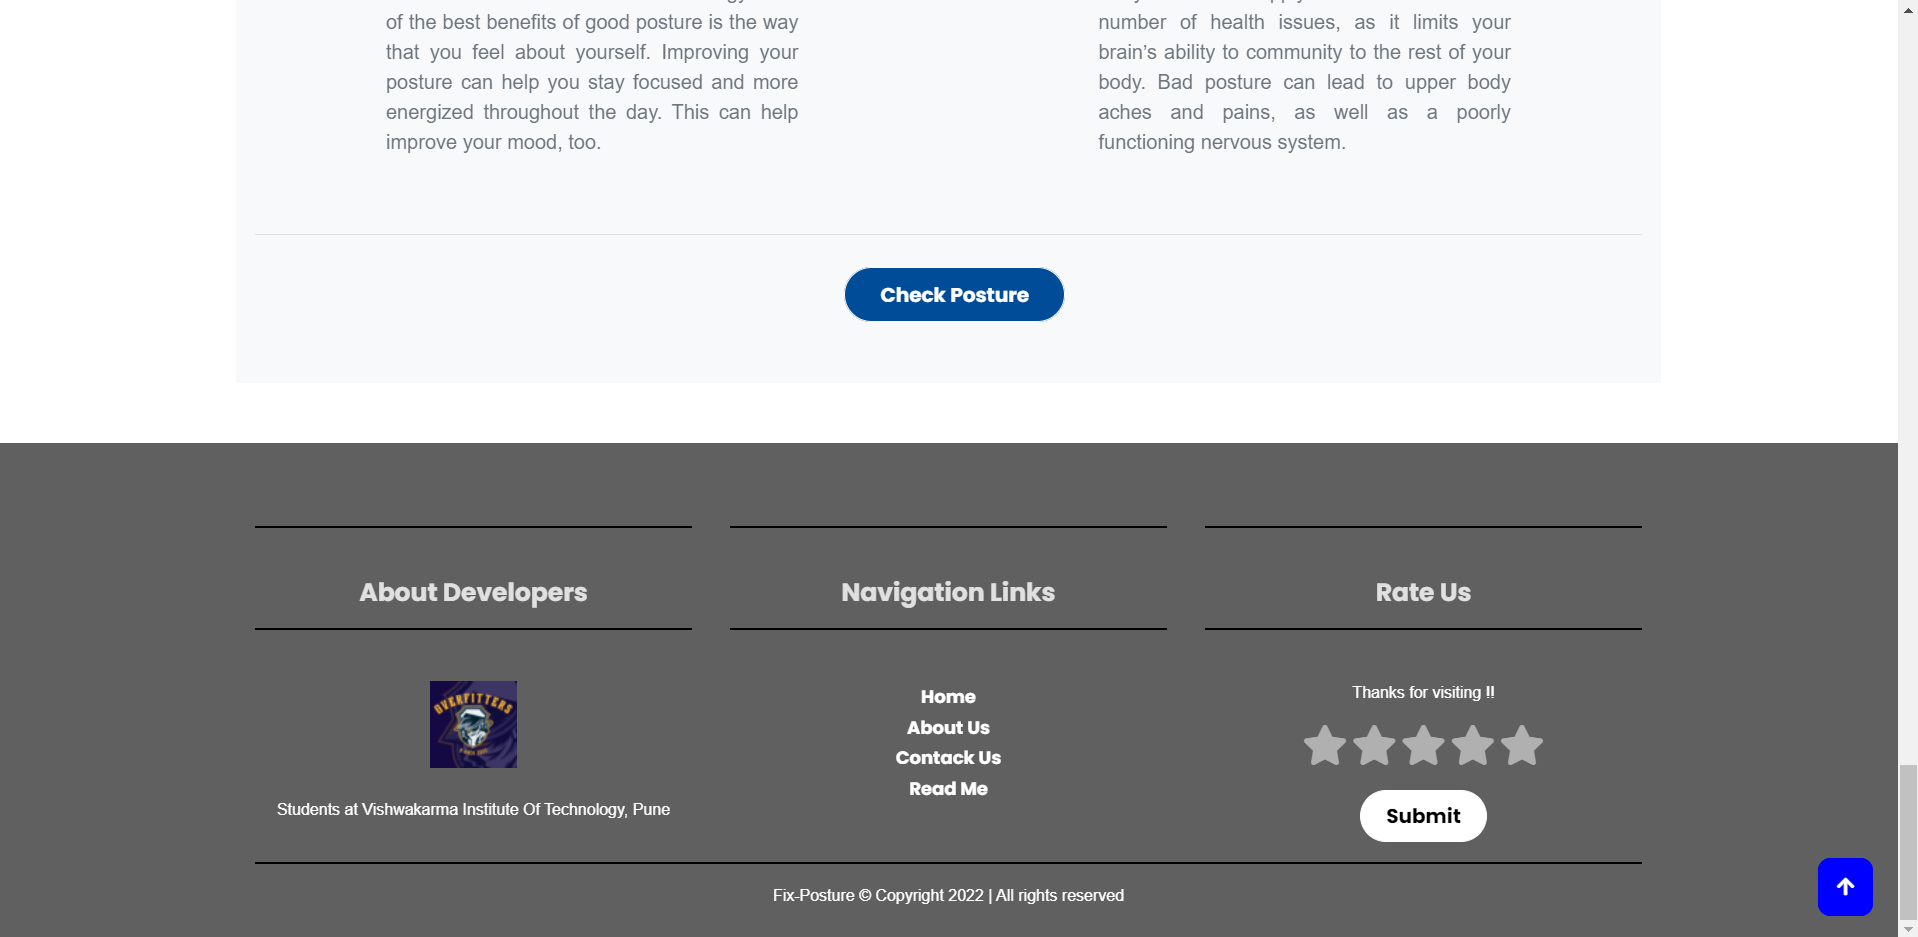 of the best benefits of good posture is the way
that you feel about yourself. Improving your
posture can help you stay focused and more
energized throughout the day. This can help
improve your mood, too.
number of health issues, as it limits your
brain’s ability to community to the rest of your
body. Bad posture can lead to upper body
aches and pains, as well as a poorly
functioning nervous system.
Check Posture
About Developers
OVERFITTERS
Students at Vishwakarma Institute Of Technology, Pune
Navigation Links
Home
About Us
Contack Us
Read Me
Rate Us
Thanks for visiting !!
Submit
Fix-Posture © Copyright 2022 | All rights reserved